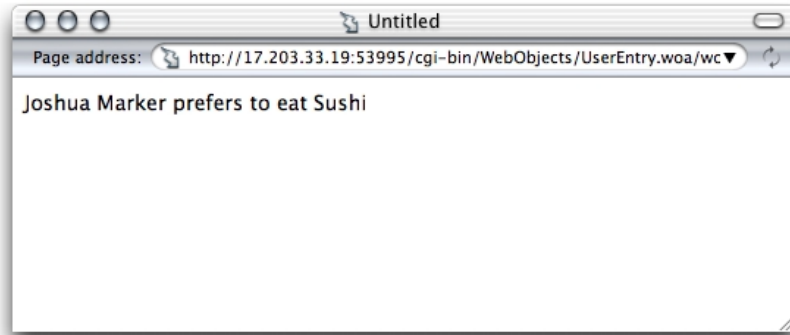 Untitled
Page address: http://17.203.33.19:53995/cgi-bin/WebObjects/UserEntry.woa/wc
Joshua Marker prefers to eat Sushi